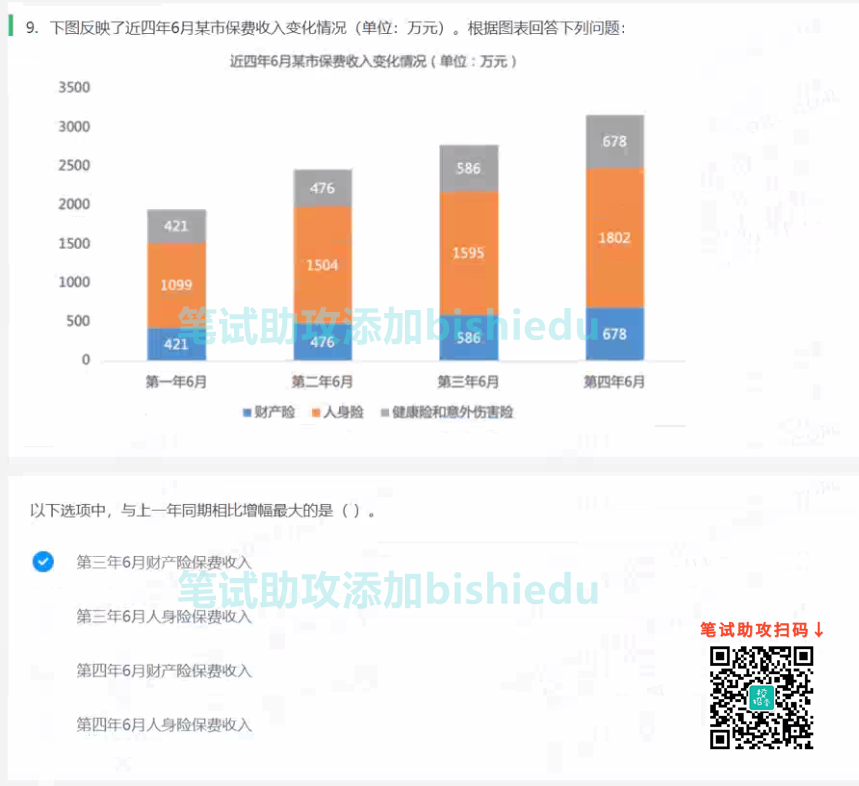 9. 下图反映了近四年6月某市保费收入变化情况（单位：万元）。根据图表回答下列问题：
近四年6月某市保费收入变化情况（单位：万元）
3500
3000
2500
2000
1500
1000
500
0
421
1099
421
476
1504
476
586
1595
586
678
1802
678
第一年6月 第二年6月 第三年6月 第四年6月
财产险 人身险 健康险和意外伤害险
笔试助攻添加bishiedu
以下选项中，与上一年同期相比增幅最大的是（ ）。
第三年6月财产险保费收入
笔试助攻添加bishiedu
第三年6月人身险保费收入
第四年6月财产险保费收入
第四年6月人身险保费收入
笔试助攻扫码↓